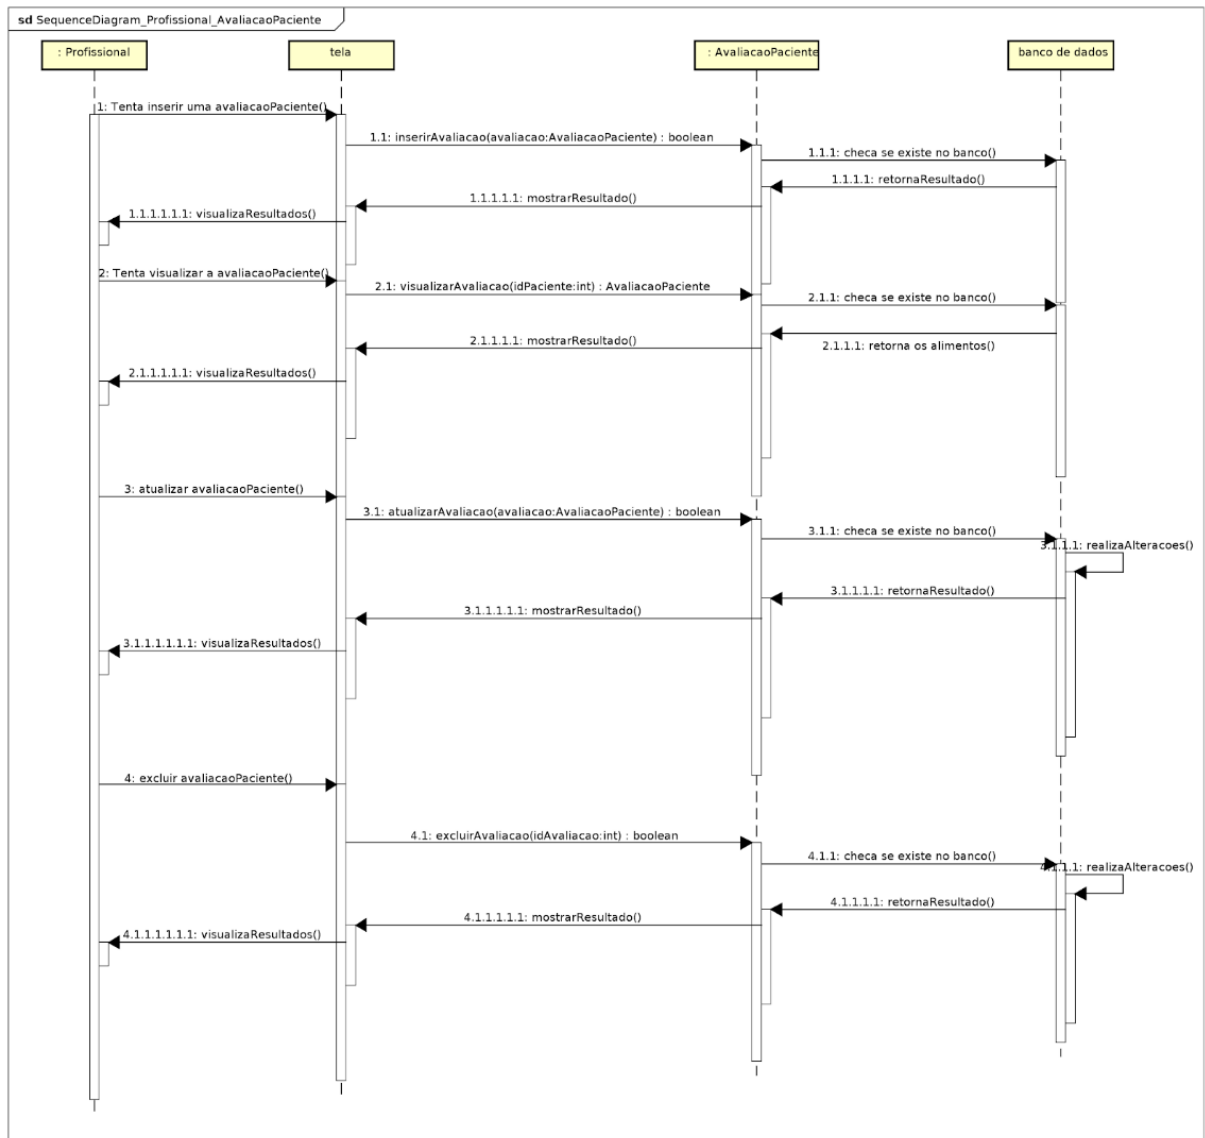 sd SequenceDiagram_Profissional_AvaliacaoPaciente
: Profissional
tela
: AvaliacaoPaciente
banco de dados
1: Tenta inserir uma avaliacaoPaciente()
1.1: inserirAvaliacao(avaliacao:AvaliacaoPaciente) : boolean
1.1.1: checa se existe no banco()
1.1.1.1: retornaResultado()
1.1.1.1.1: mostrarResultado()
1.1.1.1.1.1: visualizaResultados()
2: Tenta visualizar a avaliacaoPaciente()
2.1: visualizarAvaliacao(idPaciente:int) : AvaliacaoPaciente
2.1.1: checa se existe no banco()
2.1.1.1: retorna os alimentos()
2.1.1.1.1: mostrarResultado()
2.1.1.1.1.1: visualizaResultados()
3: atualizar avaliacaoPaciente()
3.1: atualizarAvaliacao(avaliacao:AvaliacaoPaciente) : boolean
3.1.1: checa se existe no banco()
3.1.1.1: realizaAlteracoes()
3.1.1.1.1: retornaResultado()
3.1.1.1.1.1: mostrarResultado()
3.1.1.1.1.1.1: visualizaResultados()
4: excluir avaliacaoPaciente()
4.1: excluirAvaliacao(idAvaliacao:int) : boolean
4.1.1: checa se existe no banco()
4.1.1.1: realizaAlteracoes()
4.1.1.1.1: retornaResultado()
4.1.1.1.1.1: mostrarResultado()
4.1.1.1.1.1.1: visualizaResultados()